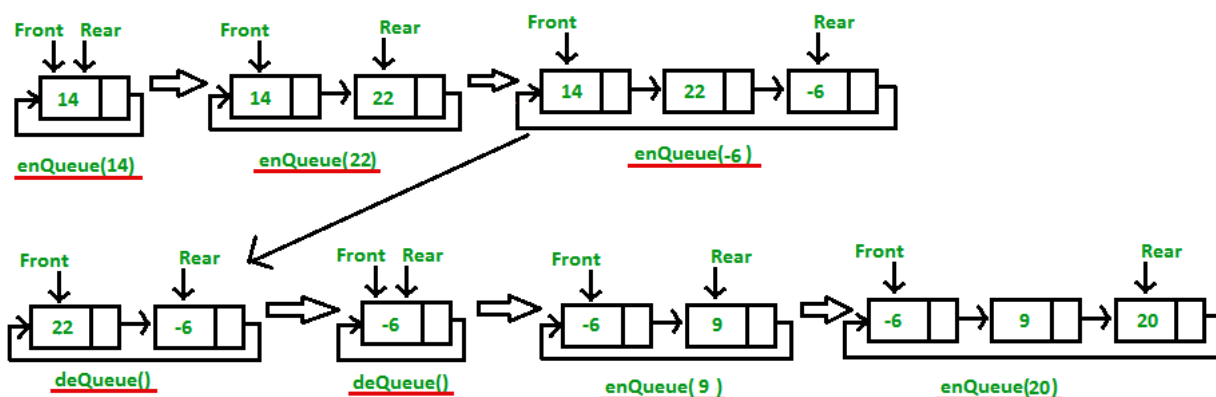 Front Rear
14
enQueue(14)
Front Rear
14 22
enQueue(22)
Front Rear
14 22 -6
enQueue(-6 )
Front Rear
22 -6
deQueue()
Front Rear
-6
deQueue()
Front Rear
-6 9
enQueue( 9 )
Front Rear
-6 9 20
enQueue(20)